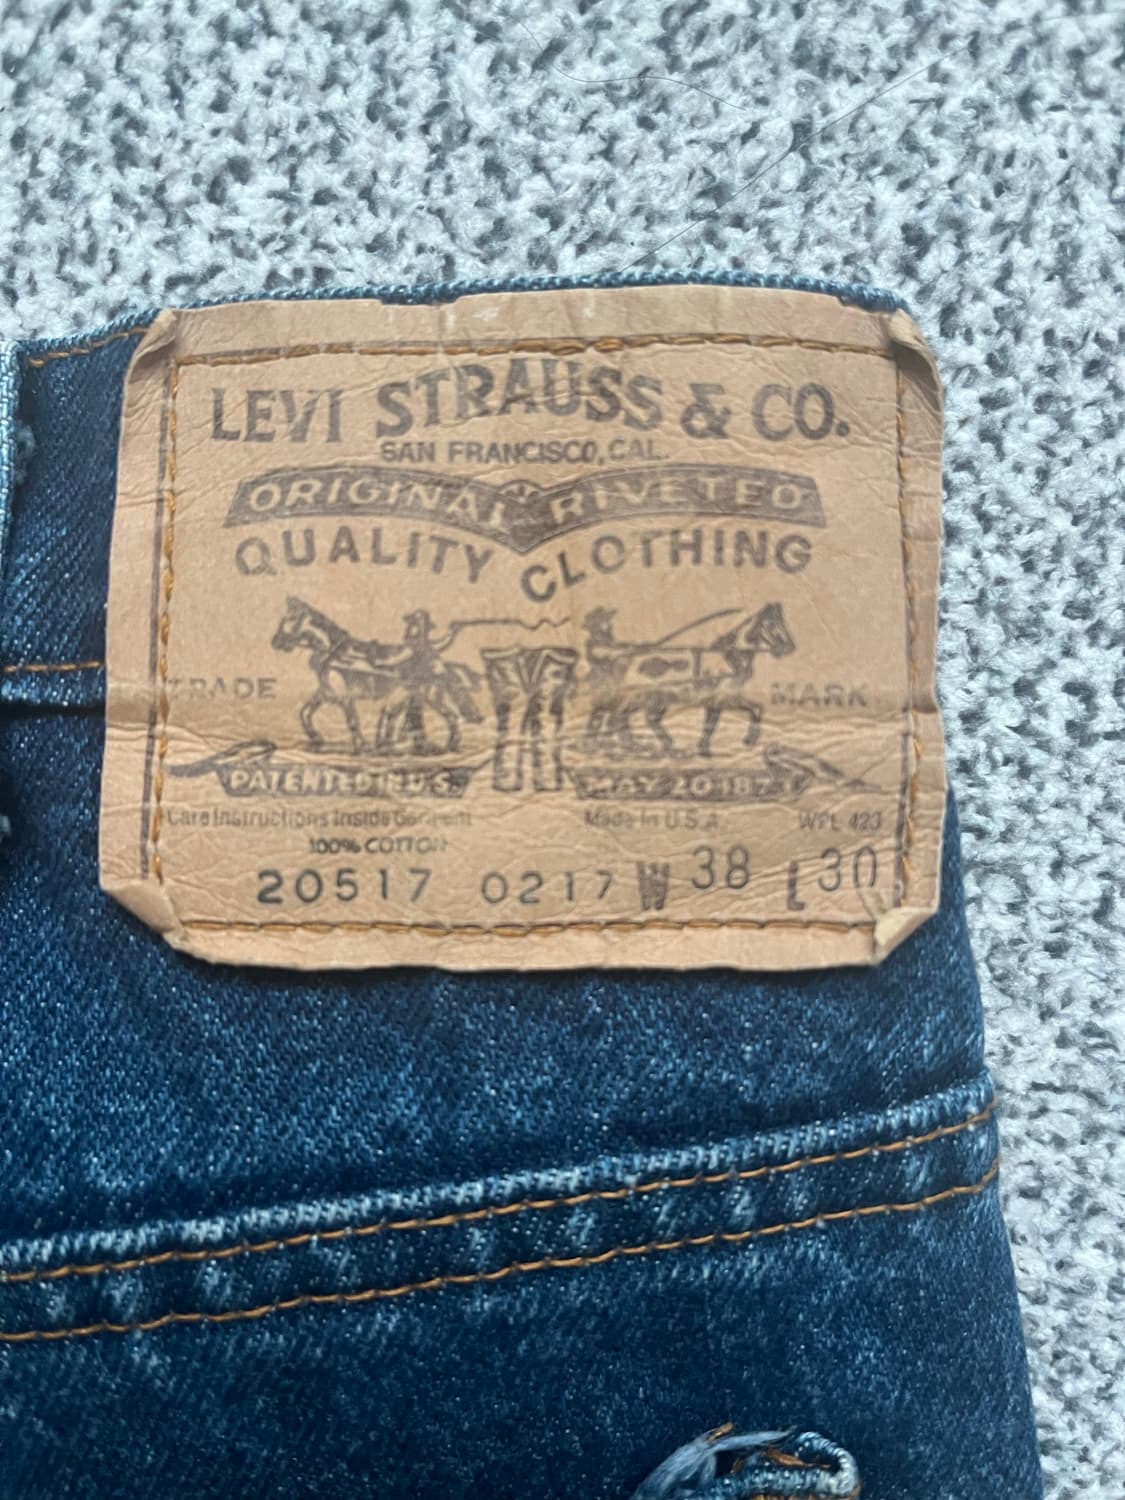 LEVI STRAUSS & CO.
SAN FRANCISCO, CAL.
ORIGINAL RIVETED
QUALITY CLOTHING
TRADE MARK
PATENTED IN U.S. MAY 20 1873
Care Instructions Inside Garment Made in U.S.A. WPL 423
100% COTTON
20517 0217 W 38 L 30